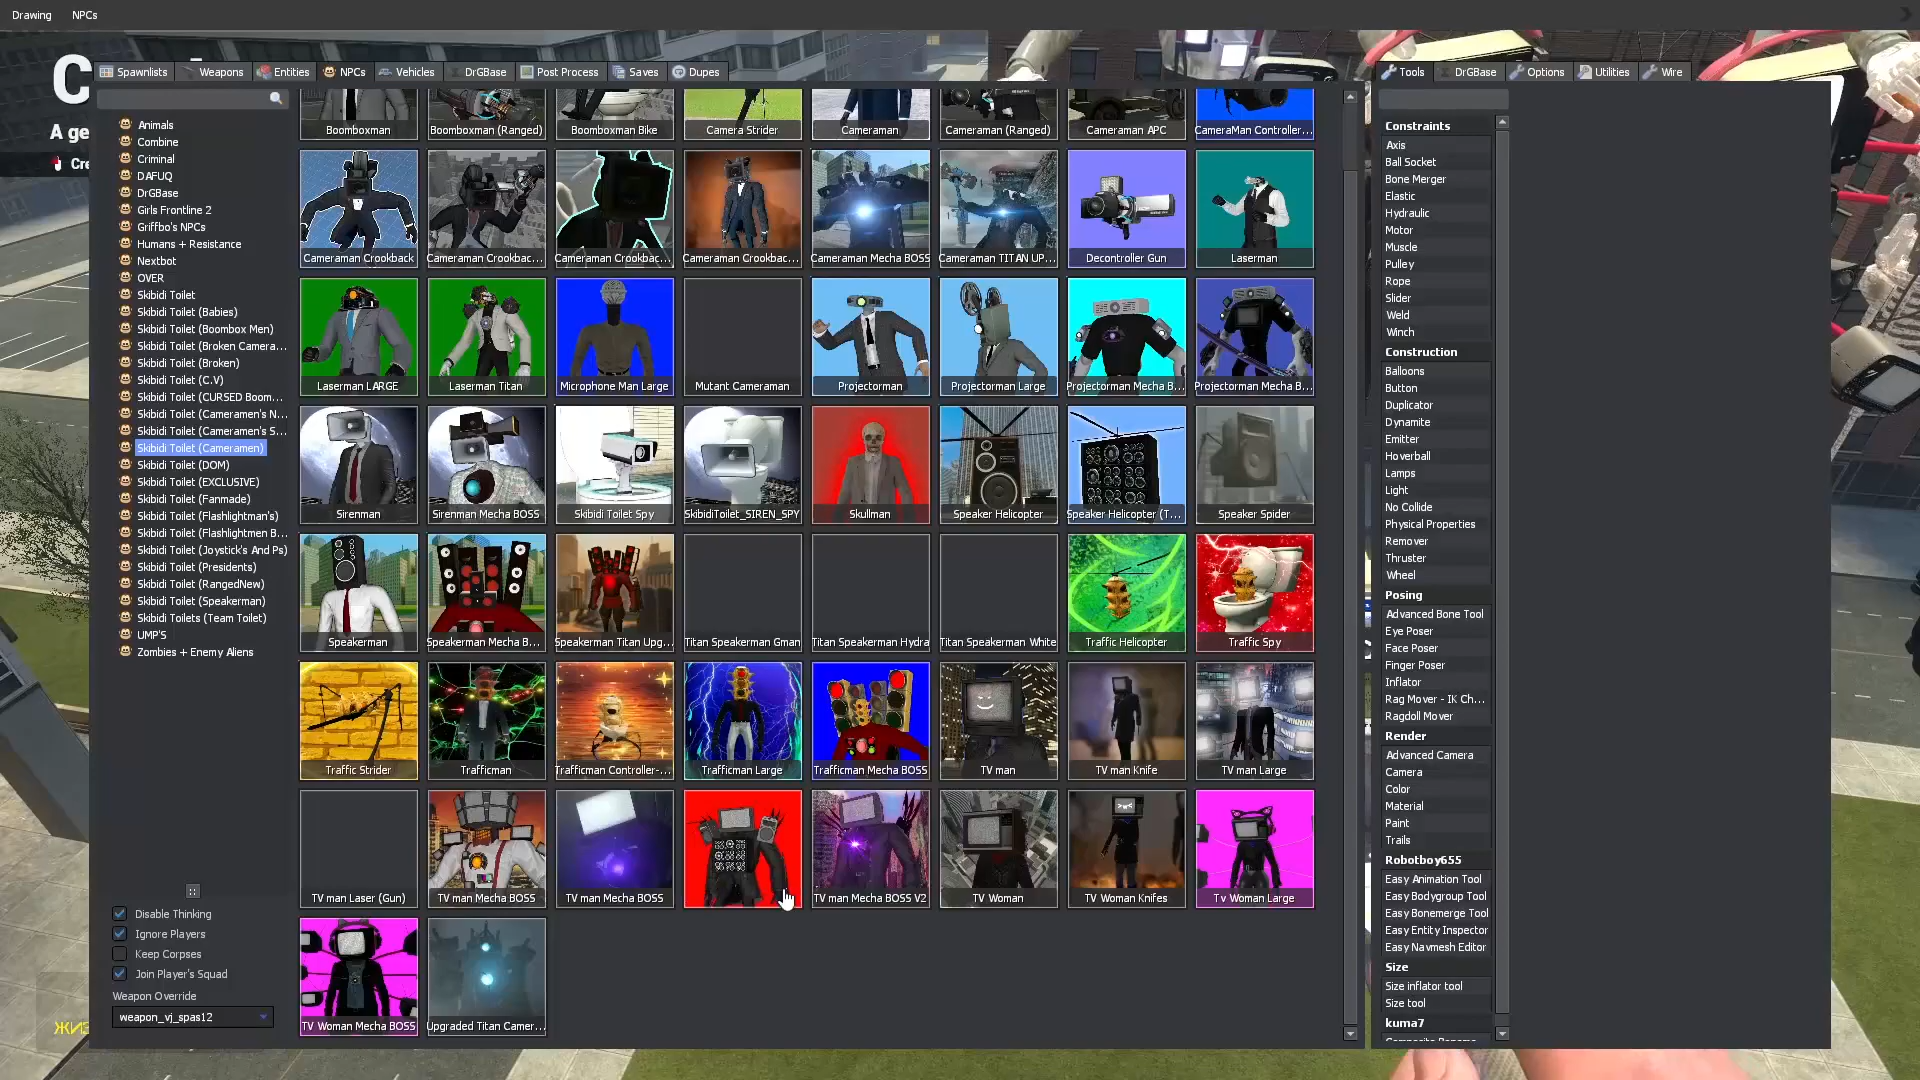 Drawing NPCs
C
A ge
Cre
Spawnlists Weapons Entities NPCs Vehicles DrGBase Post Process Saves Dupes
Animals
Combine
Criminal
DAFUQ
DrGBase
Girls Frontline 2
Griffbo's NPCs
Humans + Resistance
Nextbot
OVER
Skibidi Toilet
Skibidi Toilet (Babies)
Skibidi Toilet (Boombox Men)
Skibidi Toilet (Broken Camera...
Skibidi Toilet (Broken)
Skibidi Toilet (C.V)
Skibidi Toilet (CURSED Boom...
Skibidi Toilet (Cameramen's N...
Skibidi Toilet (Cameramen's S...
Skibidi Toilet (Cameramen)
Skibidi Toilet (DOM)
Skibidi Toilet (EXCLUSIVE)
Skibidi Toilet (Fanmade)
Skibidi Toilet (Flashlightman's)
Skibidi Toilet (Flashlightmen B...
Skibidi Toilet (Joystick's And Ps)
Skibidi Toilet (Presidents)
Skibidi Toilet (RangedNew)
Skibidi Toilet (Speakerman)
Skibidi Toilets (Team Toilet)
UMP'S
Zombies + Enemy Aliens
Disable Thinking
Ignore Players
Keep Corpses
Join Player's Squad
Weapon Override
weapon_vj_spas12
ЖИЗ
Boomboxman Boomboxman (Ranged) Boomboxman Bike Camera Strider Cameraman Cameraman (Ranged) Cameraman APC CameraMan Controller...
Cameraman Crookback Cameraman Crookbac... Cameraman Crookbac... Cameraman Crookbac... Cameraman Mecha BOSS Cameraman TITAN UP... Decontroller Gun Laserman
Laserman LARGE Laserman Titan Microphone Man Large Mutant Cameraman Projectorman Projectorman Large Projectorman Mecha B... Projectorman Mecha B...
Sirenman Sirenman Mecha BOSS Skibidi Toilet Spy SkibidiToilet_SIREN_SPY Skullman Speaker Helicopter Speaker Helicopter (T... Speaker Spider
Speakerman Speakerman Mecha B... Speakerman Titan Upg... Titan Speakerman Gman Titan Speakerman Hydra Titan Speakerman White Traffic Helicopter Traffic Spy
Traffic Strider Trafficman Trafficman Controller-... Trafficman Large Trafficman Mecha BOSS TV man TV man Knife TV man Large
TV man Laser (Gun) TV man Mecha BOSS TV man Mecha BOSS TV man Mecha BOSS V2 TV Woman TV Woman Knifes Tv Woman Large
TV Woman Mecha BOSS Upgraded Titan Camer...
Tools DrGBase Options Utilities Wire
Constraints
Axis
Ball Socket
Bone Merger
Elastic
Hydraulic
Motor
Muscle
Pulley
Rope
Slider
Weld
Winch
Construction
Balloons
Button
Duplicator
Dynamite
Emitter
Hoverball
Lamps
Light
No Collide
Physical Properties
Remover
Thruster
Wheel
Posing
Advanced Bone Tool
Eye Poser
Face Poser
Finger Poser
Inflator
Rag Mover - IK Ch...
Ragdoll Mover
Render
Advanced Camera
Camera
Color
Material
Paint
Trails
Robotboy655
Easy Animation Tool
Easy Bodygroup Tool
Easy Bonemerge Tool
Easy Entity Inspector
Easy Navmesh Editor
Size
Size inflator tool
Size tool
kuma7